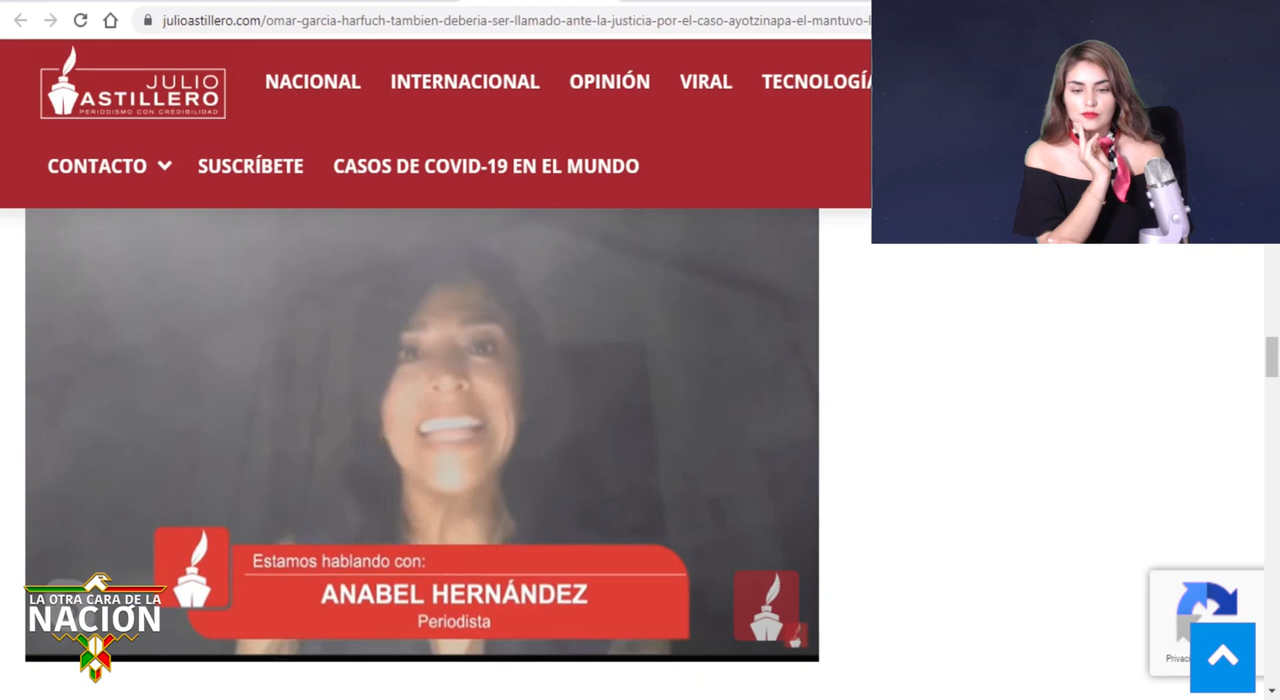 julioastillero.com/omar-garcia-harfuch-tambien-deberia-ser-llamado-ante-la-justicia-por-el-caso-ayotzinapa-el-mantuvo-l
JULIO
ASTILLERO
PERIODISMO CON CREDIBILIDAD
NACIONAL INTERNACIONAL OPINIÓN VIRAL TECNOLOGÍA
CONTACTO SUSCRÍBETE CASOS DE COVID-19 EN EL MUNDO
Estamos hablando con:
ANABEL HERNÁNDEZ
Periodista
LA OTRA CARA DE LA
NACIÓN
Privac